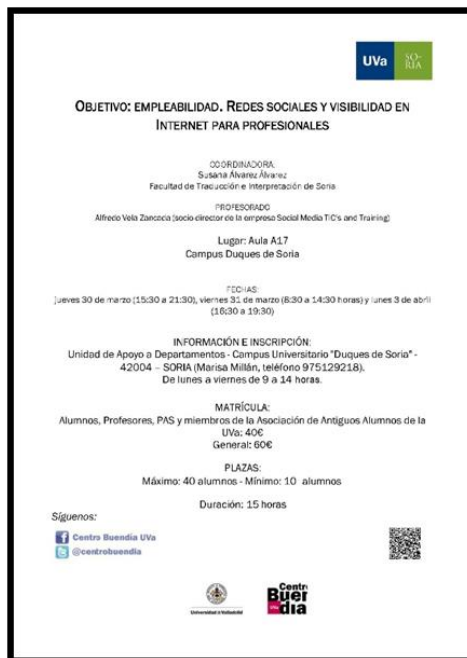 UVa
SO-
RIA
OBJETIVO: EMPLEABILIDAD. REDES SOCIALES Y VISIBILIDAD EN
INTERNET PARA PROFESIONALES
COORDINADORA:
Susana Álvarez Álvarez
Facultad de Traducción e Interpretación de Soria
PROFESORADO
Alfredo Vela Zancada (socio-director de la empresa Social Media TIC's and Training)
Lugar: Aula A17
Campus Duques de Soria
FECHAS:
jueves 30 de marzo (15:30 a 21:30), viernes 31 de marzo (8:30 a 14:30 horas) y lunes 3 de abril
(16:30 a 19:30)
INFORMACIÓN E INSCRIPCIÓN:
Unidad de Apoyo a Departamentos - Campus Universitario "Duques de Soria" -
42004 – SORIA (Marisa Millán, teléfono 975129218).
De lunes a viernes de 9 a 14 horas.
MATRÍCULA:
Alumnos, Profesores, PAS y miembros de la Asociación de Antiguos Alumnos de la
UVa: 40€
General: 60€
PLAZAS:
Máximo: 40 alumnos - Mínimo: 10 alumnos
Duración: 15 horas
Síguenos:
Centro Buendía UVa
@centrobuendia
Universidad de Valladolid
Centro
Buen
UVa
día